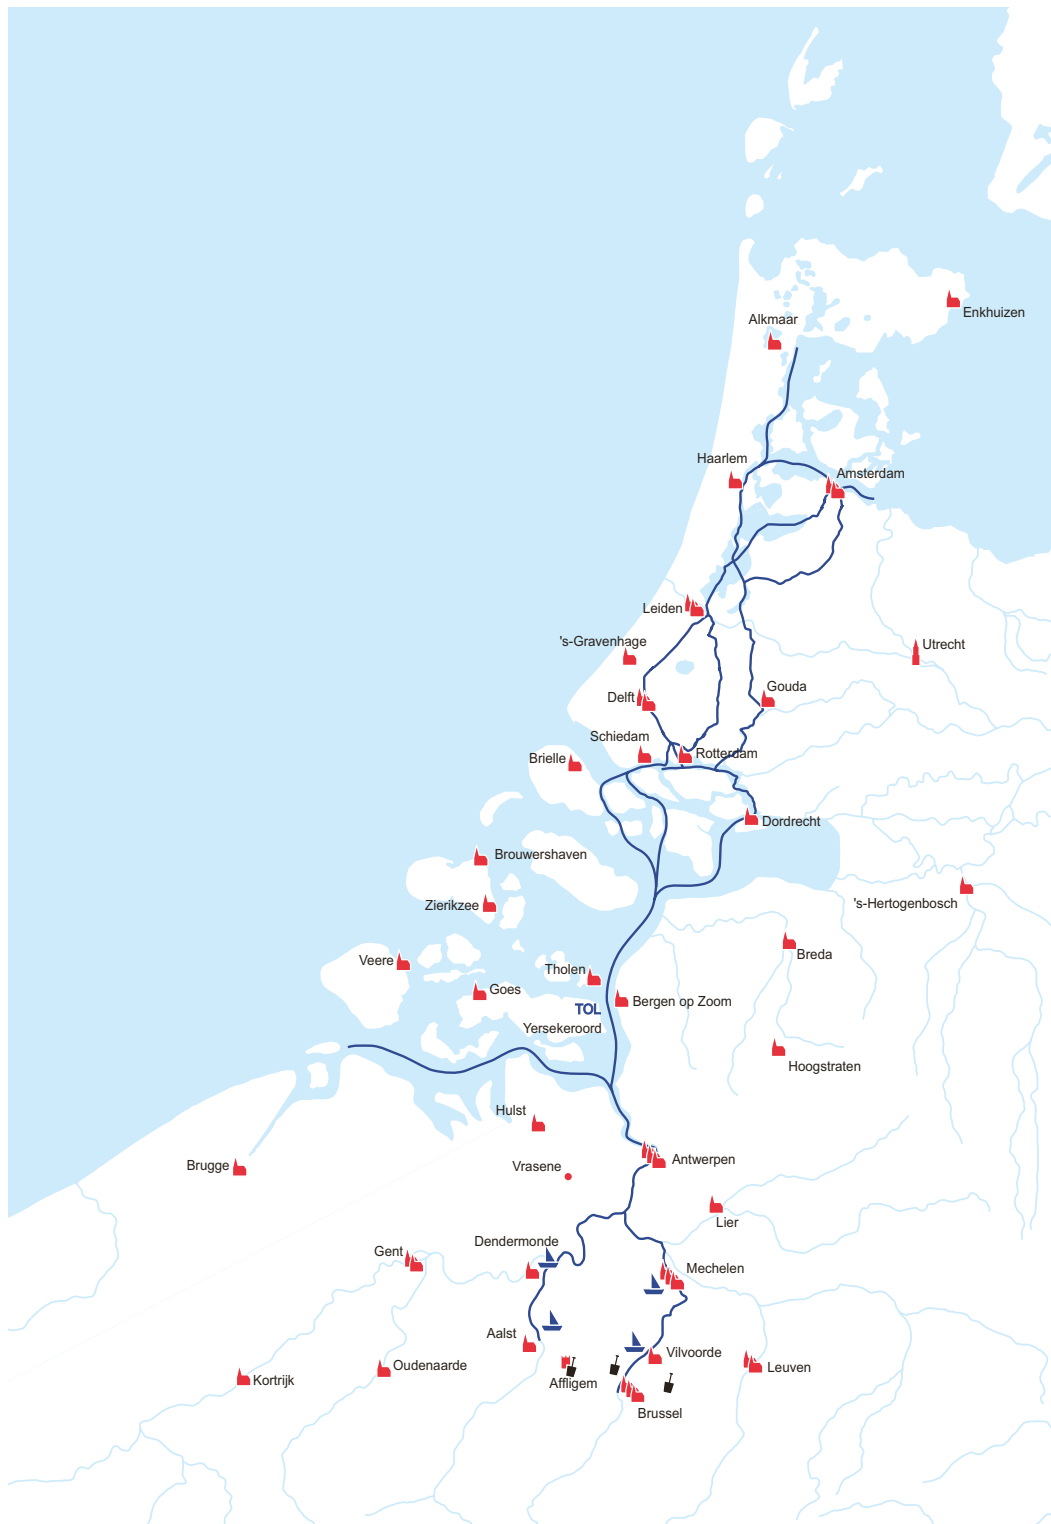 Enkhuizen
Alkmaar
Haarlem
Amsterdam
Leiden
's-Gravenhage
Utrecht
Delft
Gouda
Schiedam
Rotterdam
Brielle
Dordrecht
Brouwershaven
Zierikzee
's-Hertogenbosch
Breda
Veere
Tholen
Goes
Bergen op Zoom
TOL
Yersekeroord
Hoogstraten
Hulst
Antwerpen
Brugge
Vrasene
Lier
Dendermonde
Gent
Mechelen
Aalst
Vilvoorde
Oudenaarde
Leuven
Kortrijk
Affligem
Brussel